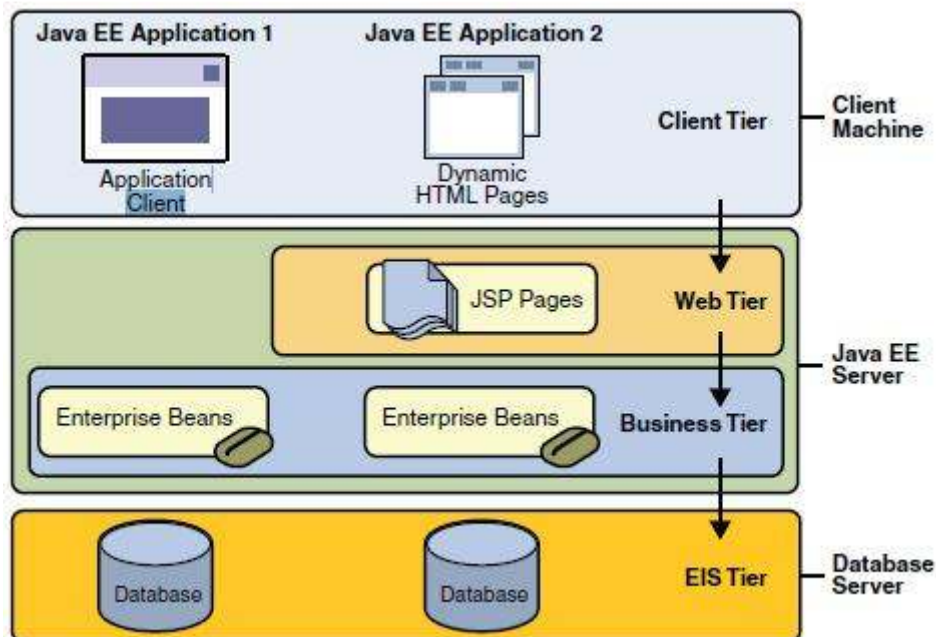 Java EE Application 1
Java EE Application 2
Application
Client
Dynamic
HTML Pages
Client Tier
Client
Machine
JSP Pages
Web Tier
Java EE
Server
Enterprise Beans
Enterprise Beans
Business Tier
Database
Database
EIS Tier
Database
Server